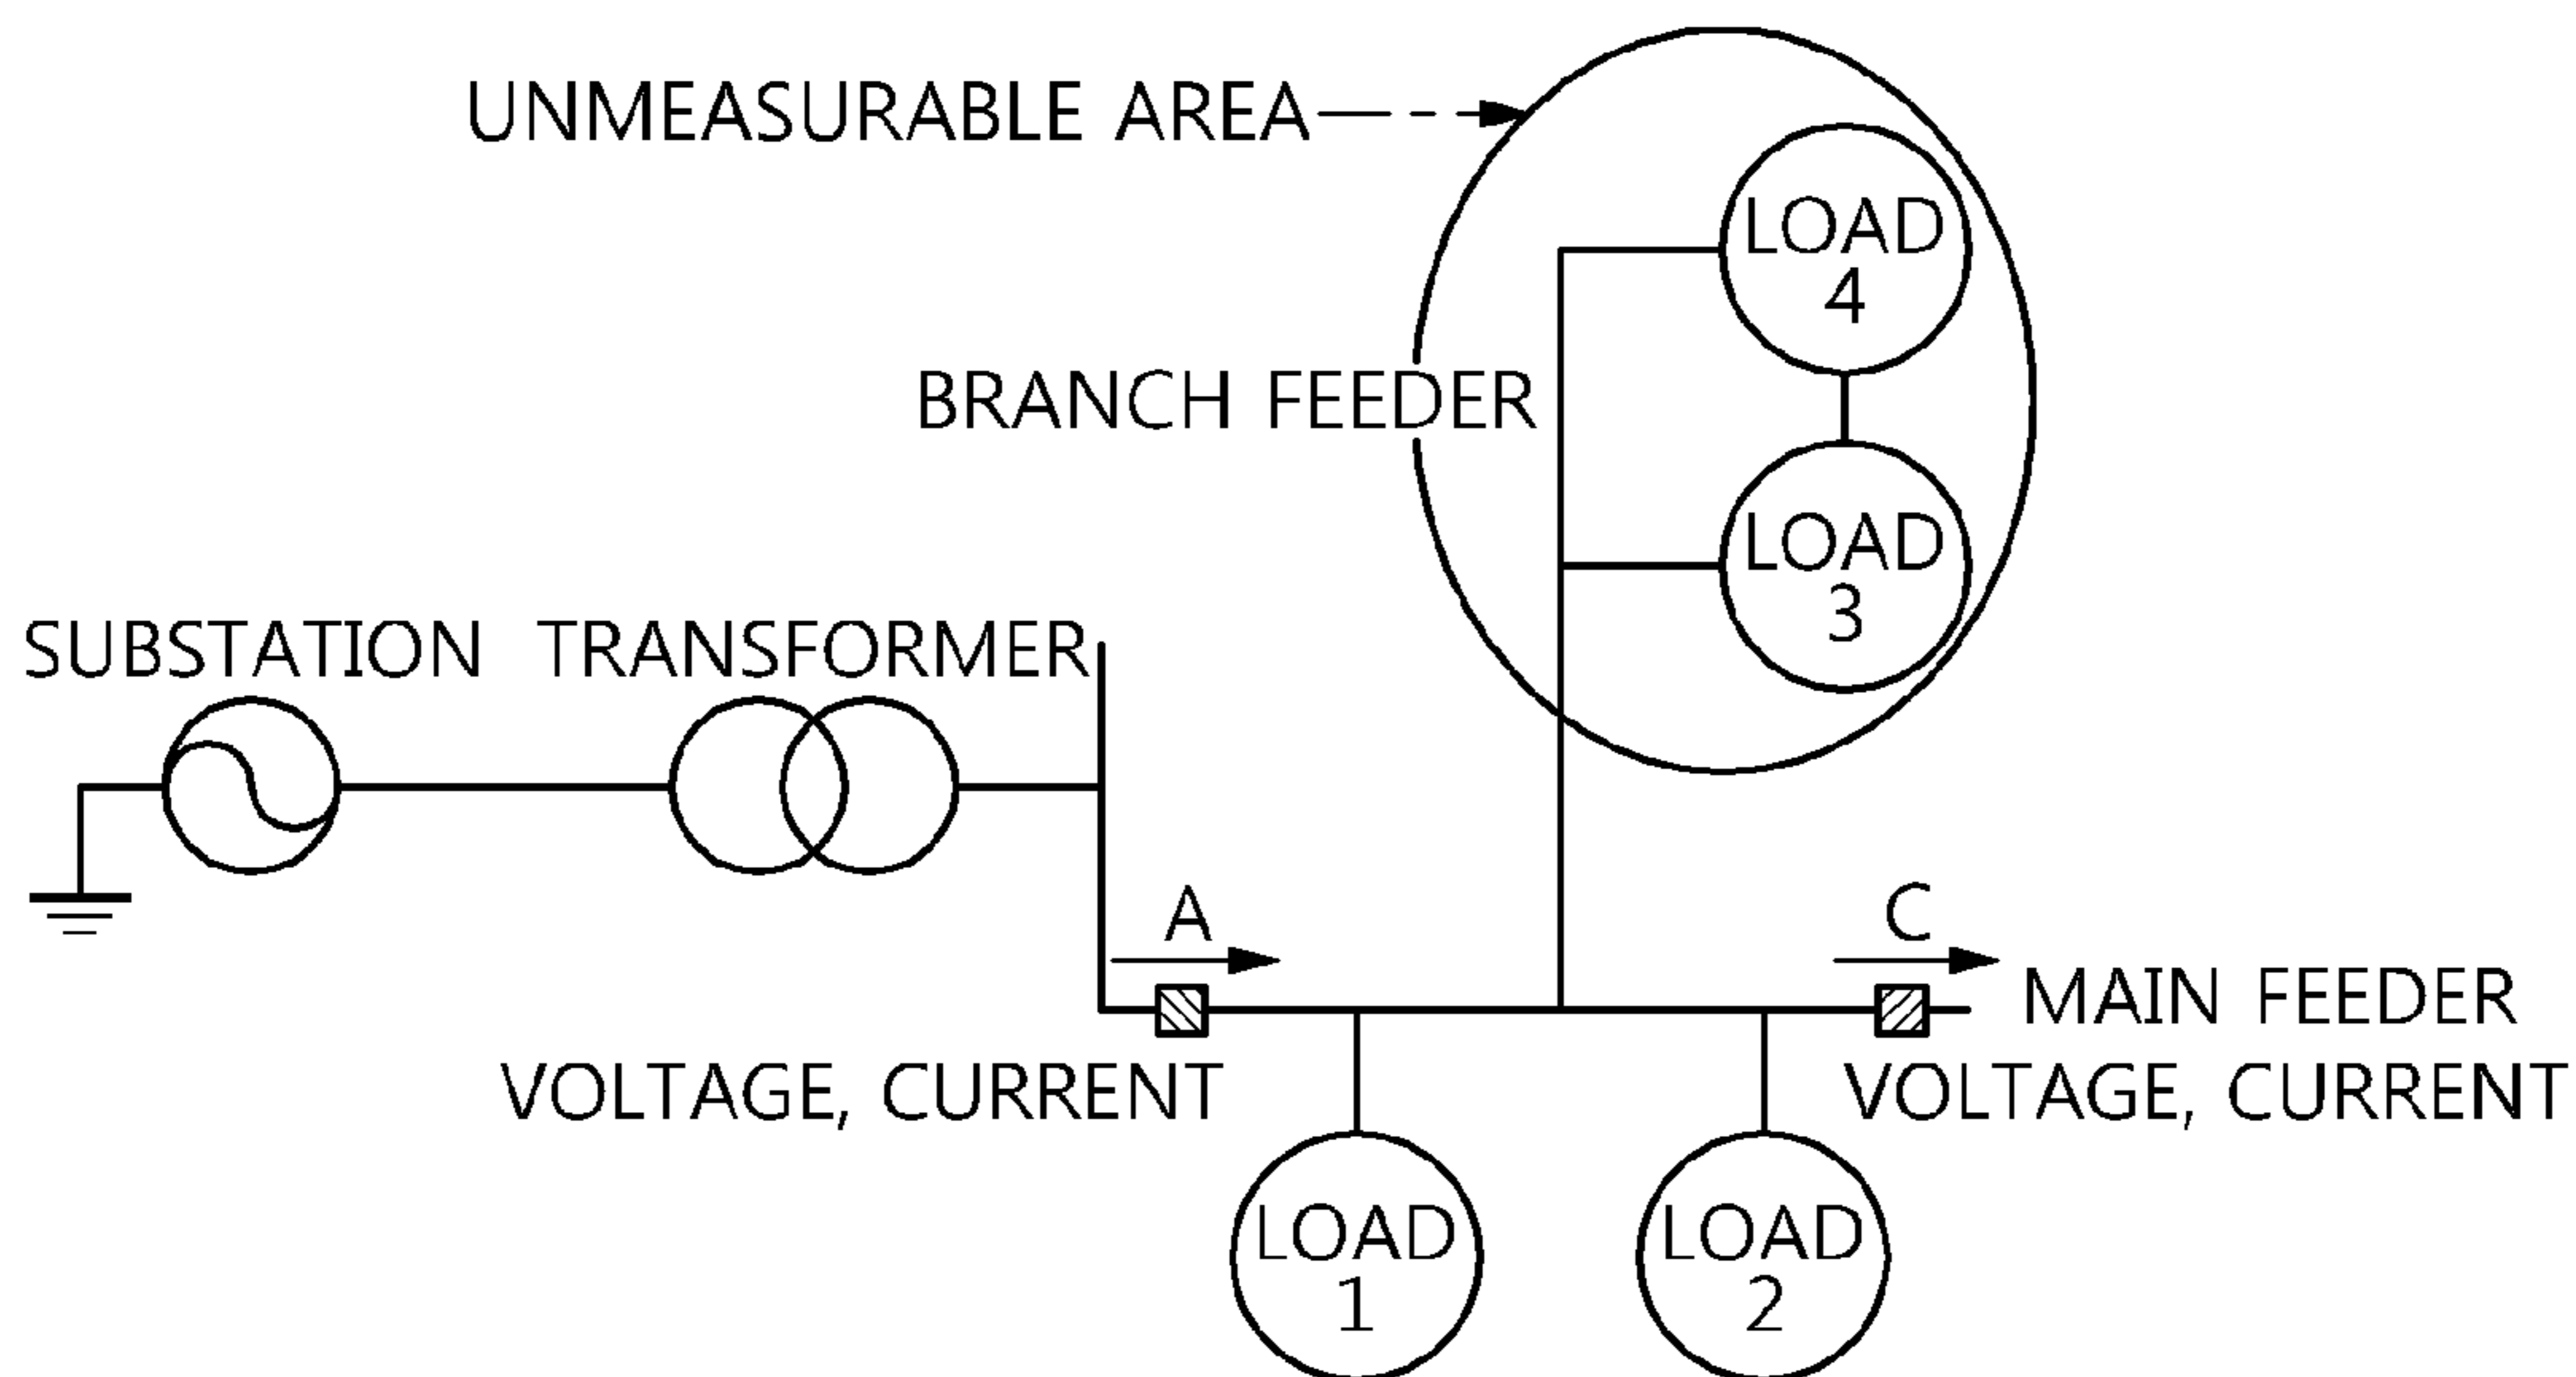 UNMEASURABLE AREA
LOAD
4
BRANCH FEEDER
LOAD
3
SUBSTATION TRANSFORMER
A
C
MAIN FEEDER
VOLTAGE, CURRENT
VOLTAGE, CURRENT
LOAD
1
LOAD
2